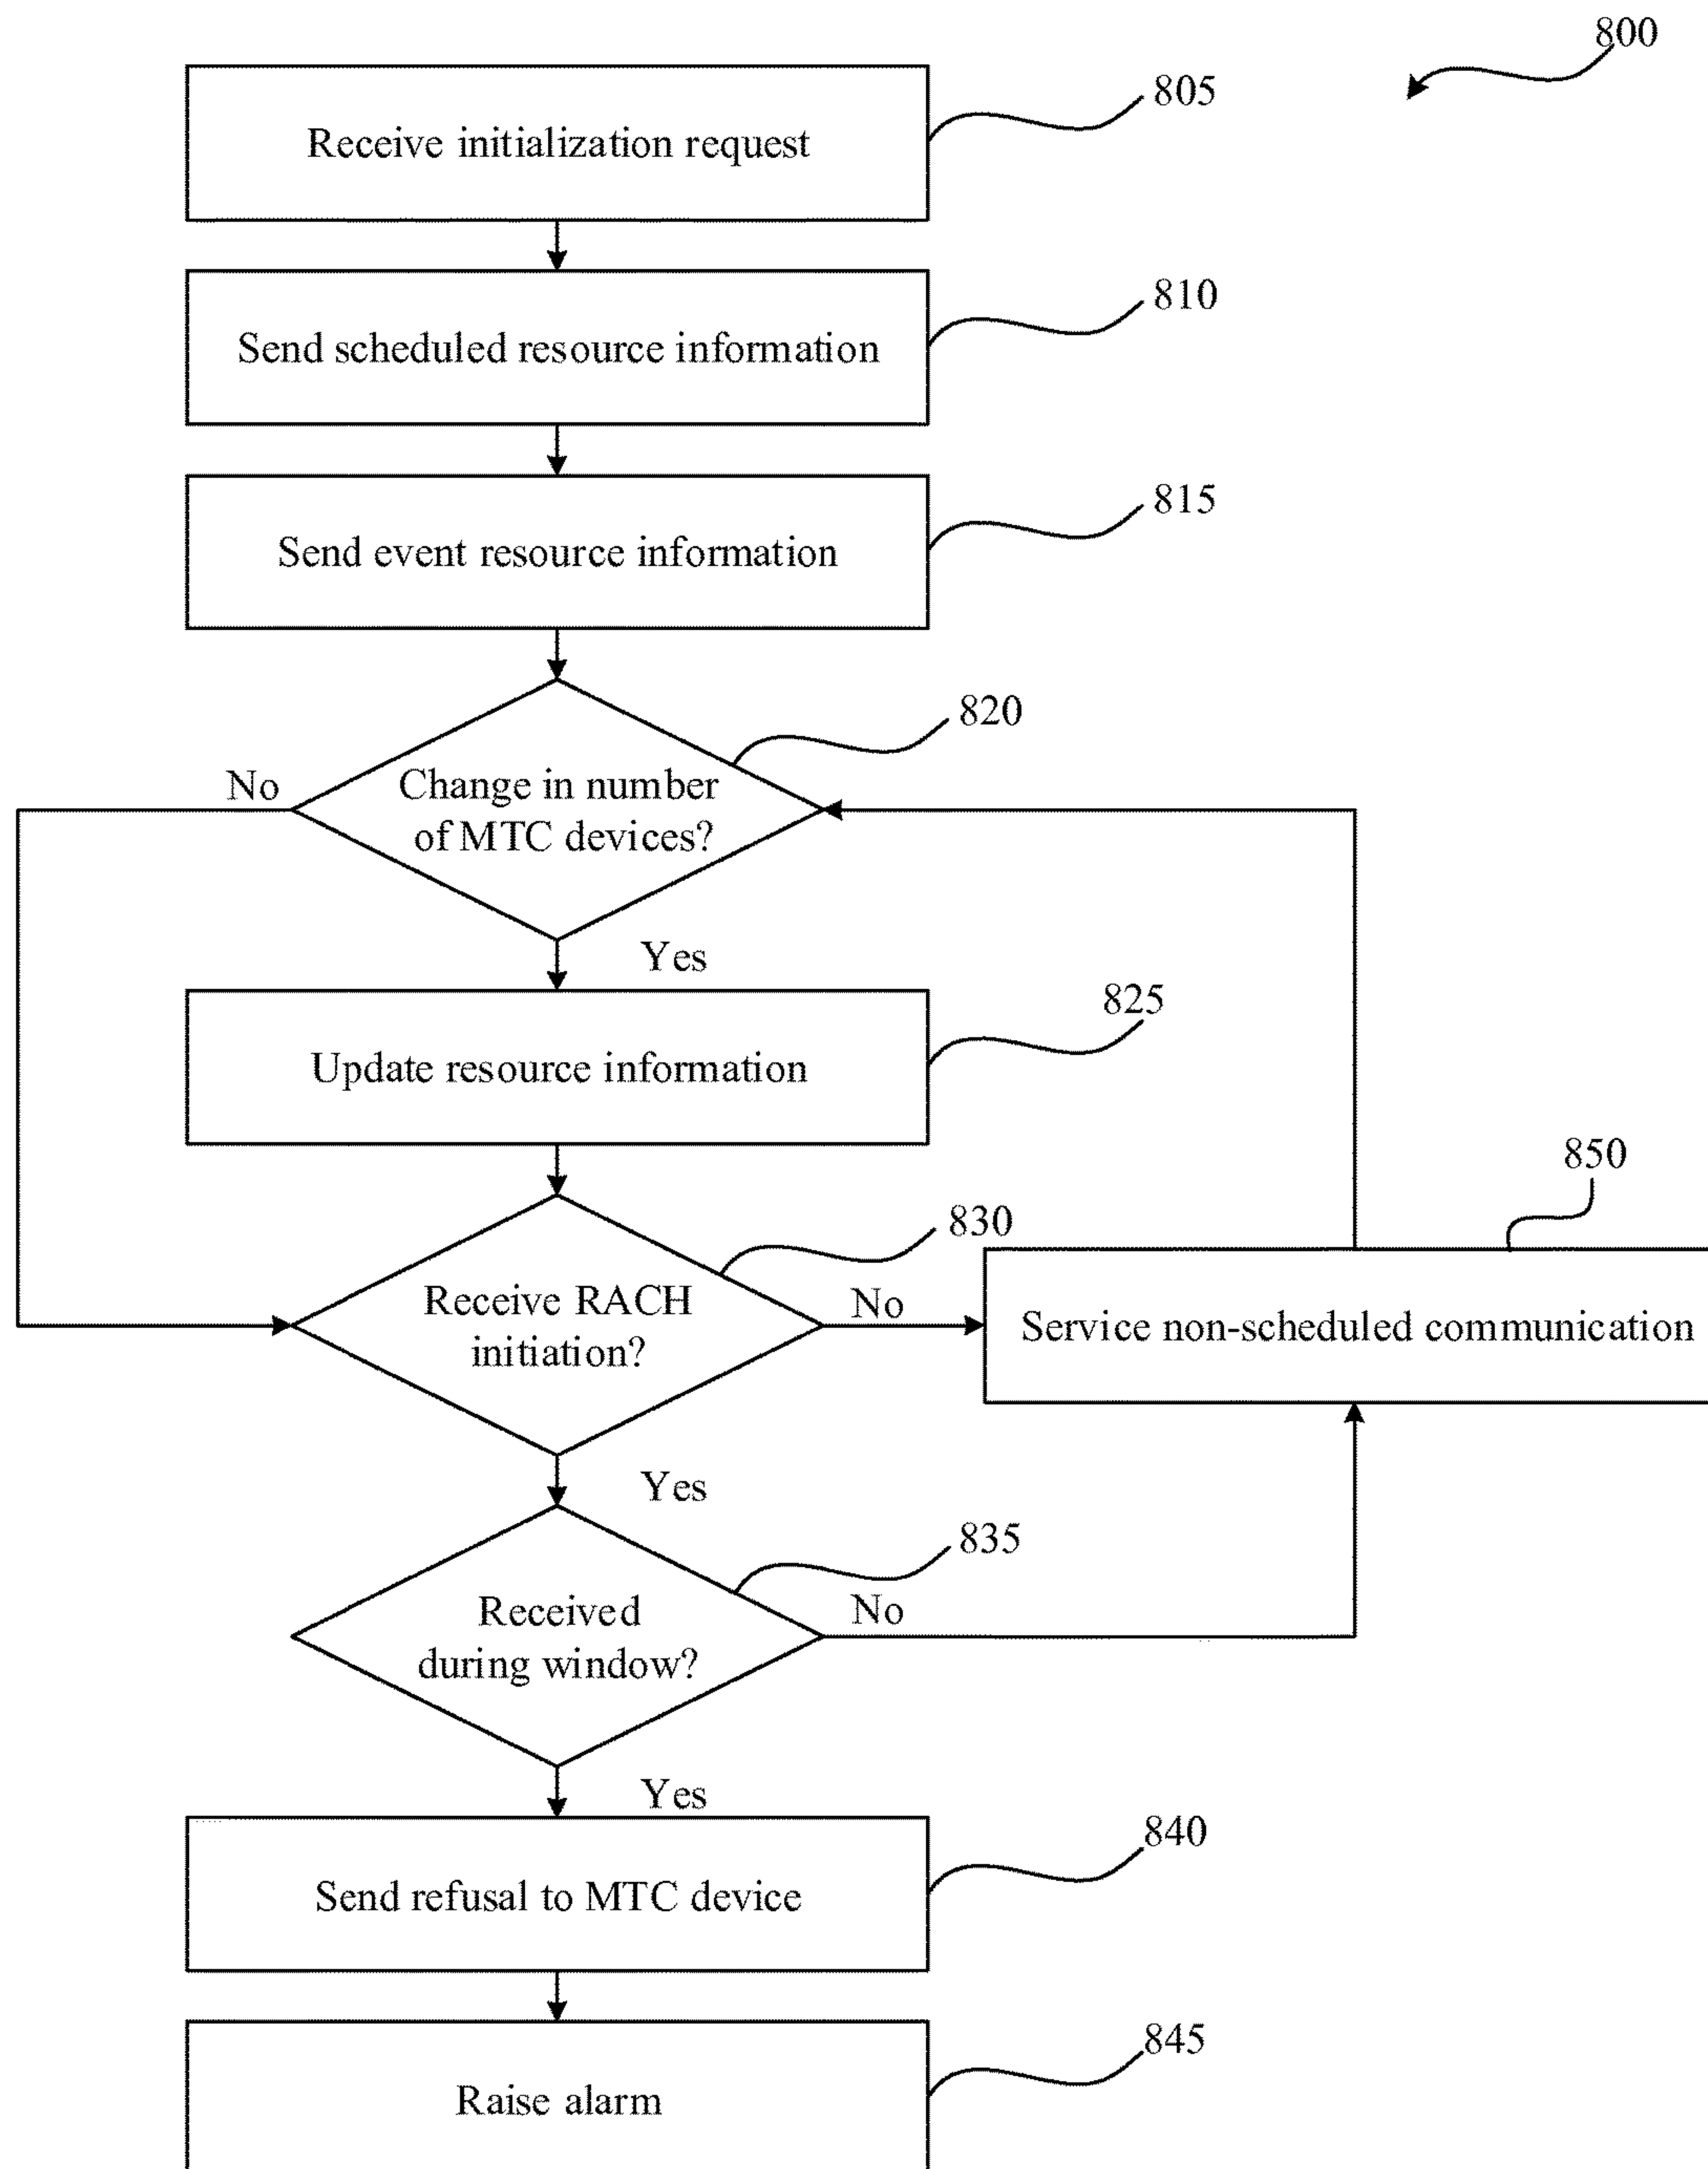 800
Receive initialization request
805
Send scheduled resource information
810
Send event resource information
815
820
No
Change in number
of MTC devices?
Yes
825
Update resource information
850
830
Receive RACH
initiation?
No
Service non-scheduled communication
Yes
835
Received
during window?
No
Yes
840
Send refusal to MTC device
845
Raise alarm